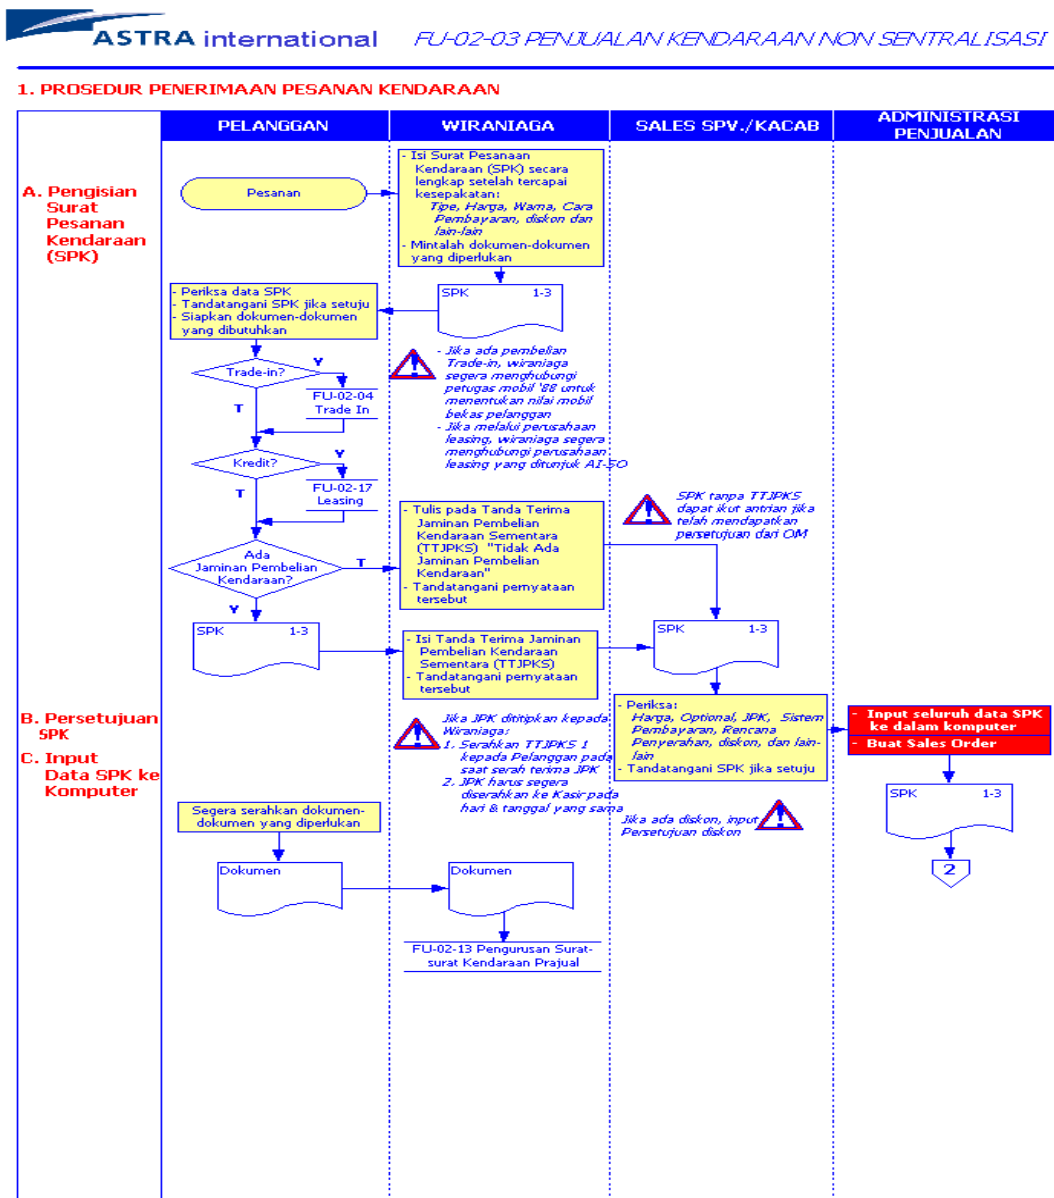 ASTRA international
FU-02-03 PENJUALAN KENDARAAN NON SENTRALISASI
1. PROSEDUR PENERIMAAN PESANAN KENDARAAN
PELANGGAN
WIRANIAGA
SALES SPV./KACAB
ADMINISTRASI
PENJUALAN
A. Pengisian
Surat
Pesanan
Kendaraan
(SPK)
Pesanan
- Isi Surat Pesanaan
Kendaraan (SPK) secara
lengkap setelah tercapai
kesepakatan:
Tipe, Harga, Warna, Cara
Pembayaran, diskon dan
lain-lain
- Mintalah dokumen-dokumen
yang diperlukan
- Periksa data SPK
- Tandatangani SPK jika setuju
- Siapkan dokumen-dokumen
yang dibutuhkan
SPK 1-3
Trade-in?
Y
T
FU-02-04
Trade In
- Jika ada pembelian
Trade-in, wiraniaga
segera menghubungi
petugas mobil '88 untuk
menentukan nilai mobil
bekas pelanggan
- Jika melalui perusahaan
leasing, wiraniaga segera
menghubungi perusahaan
leasing yang ditunjuk AI-SO
Kredit?
Y
T
FU-02-17
Leasing
- Tulis pada Tanda Terima
Jaminan Pembelian
Kendaraan Sementara
(TTJPKS) "Tidak Ada
Jaminan Pembelian
Kendaraan"
- Tandatangani pernyataan
tersebut
SPK tanpa TTJPKS
dapat ikut antrian jika
telah mendapatkan
persetujuan dari OM
Ada
Jaminan Pembelian
Kendaraan?
T
Y
SPK 1-3
- Isi Tanda Terima Jaminan
Pembelian Kendaraan
Sementara (TTJPKS)
- Tandatangani pernyataan
tersebut
SPK 1-3
B. Persetujuan
SPK
C. Input
Data SPK ke
Komputer
Jika JPK dititipkan kepada
Wiraniaga:
1. Serahkan TTJPKS 1
kepada Pelanggan pada
saat serah terima JPK
2. JPK harus segera
diserahkan ke Kasir pada
hari & tanggal yang sama
- Periksa:
Harga, Optional, JPK, Sistem
Pembayaran, Rencana
Penyerahan, diskon, dan lain-
lain
- Tandatangani SPK jika setuju
- Input seluruh data SPK
ke dalam komputer
- Buat Sales Order
SPK 1-3
2
Jika ada diskon, input
Persetujuan diskon
Segera serahkan dokumen-
dokumen yang diperlukan
Dokumen
Dokumen
FU-02-13 Pengurusan Surat-
surat Kendaraan Prajual